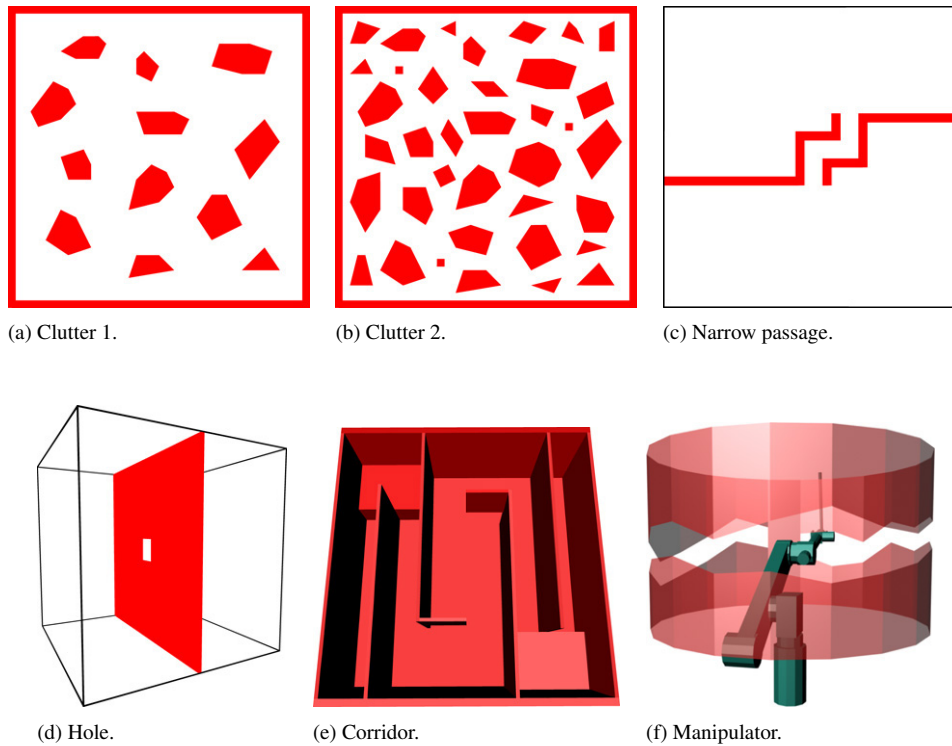 (a) Clutter 1.
(b) Clutter 2.
(c) Narrow passage.
(d) Hole.
(e) Corridor.
(f) Manipulator.